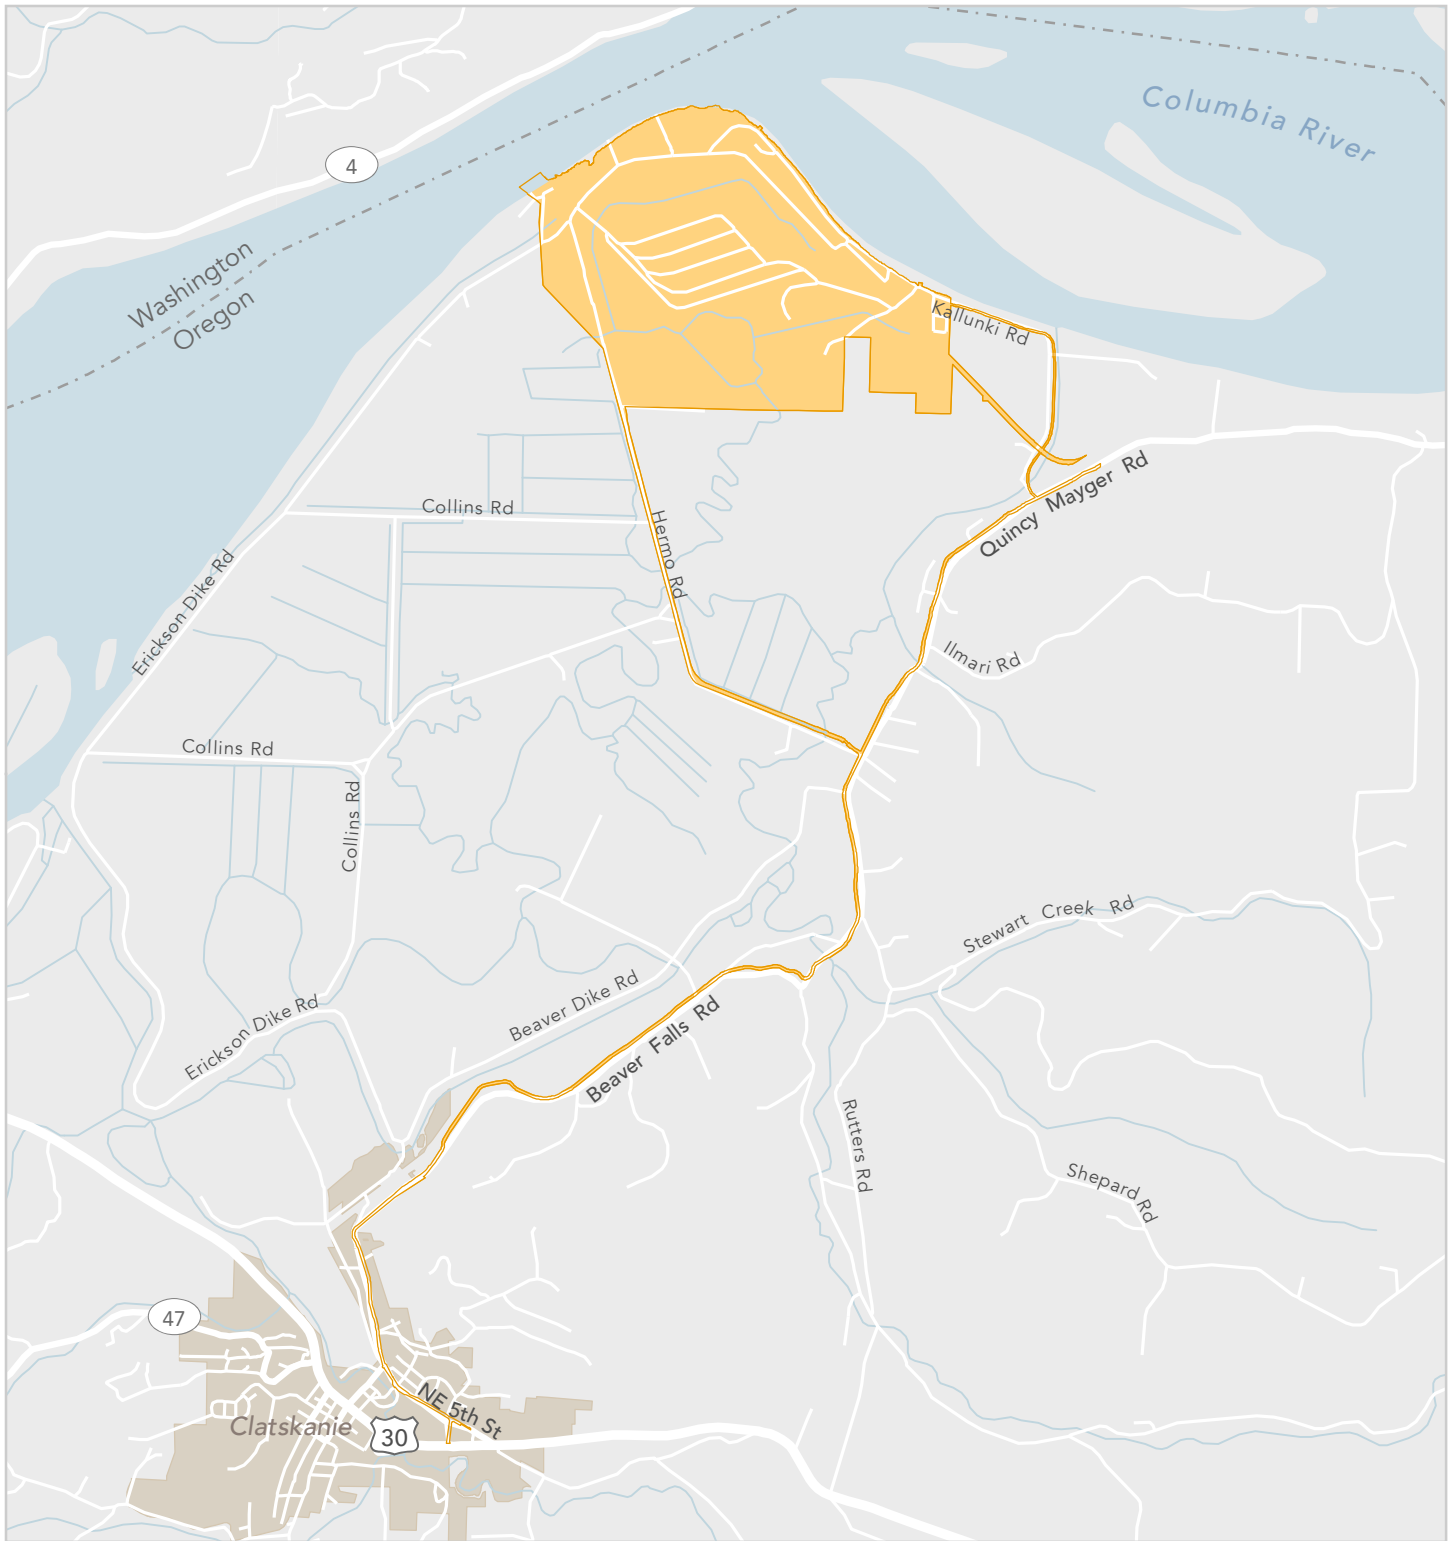 Columbia River
4
Washington
Oregon
Kallunki Rd
Quincy Mayger Rd
Collins Rd
Hermo Rd
Erickson Dike Rd
Ilmari Rd
Collins Rd
Collins Rd
Stewart Creek Rd
Beaver Dike Rd
Erickson Dike Rd
Beaver Falls Rd
Rutters Rd
Shepard Rd
47
NE 5th St
Clatskanie
30